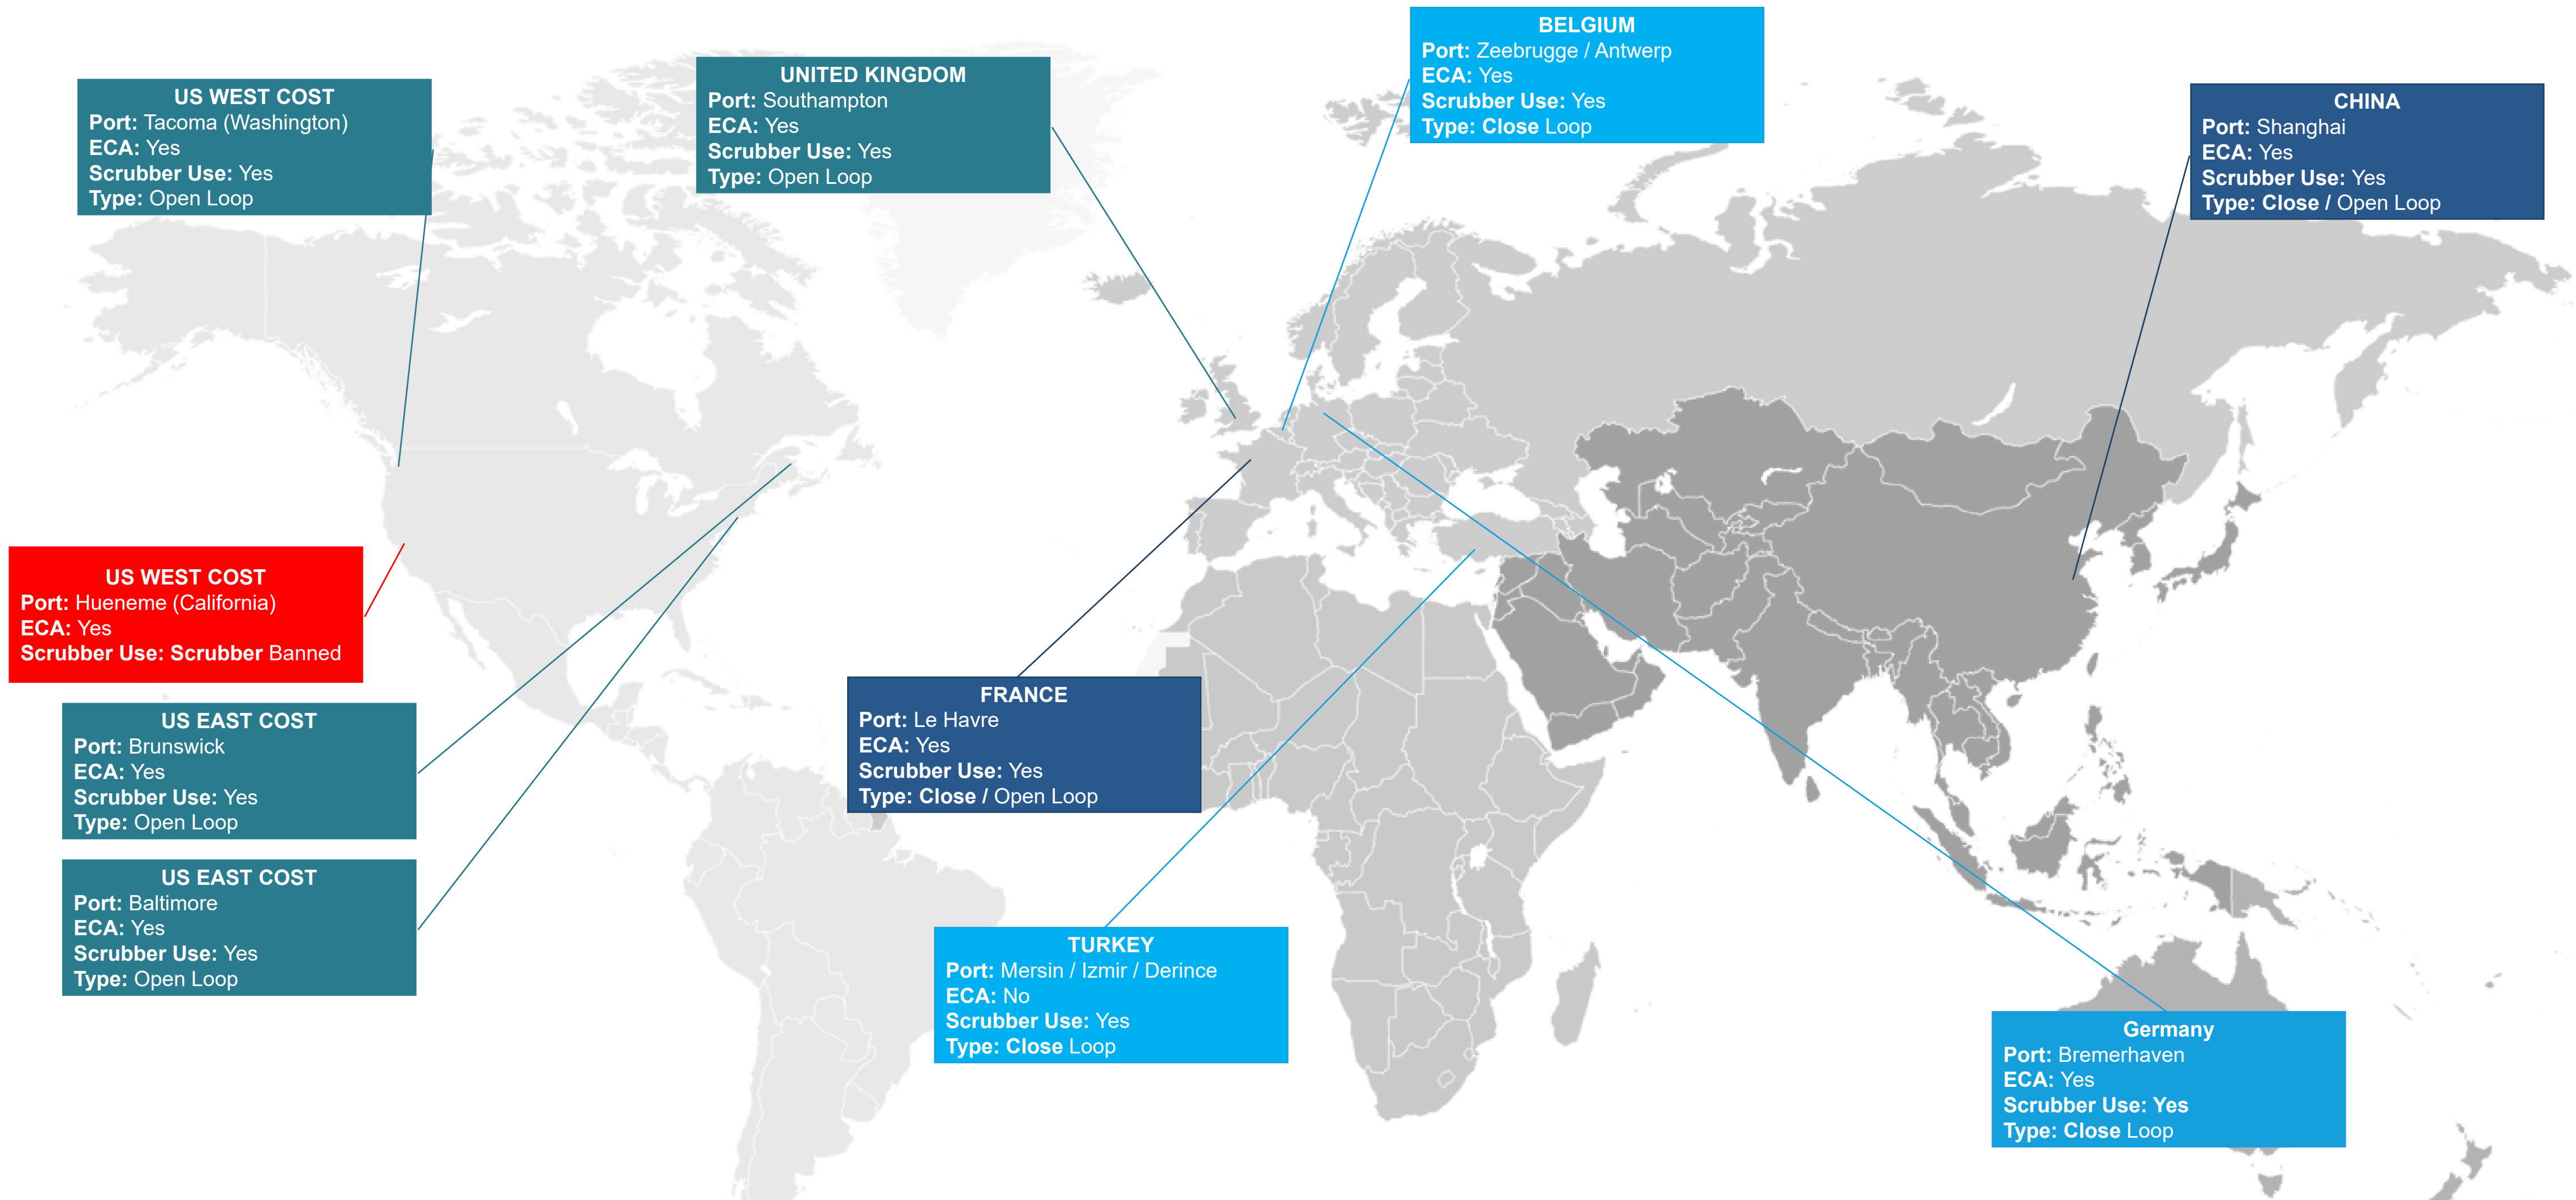 BELGIUM
Port: Zeebrugge / Antwerp
ECA: Yes
Scrubber Use: Yes
Type: Close Loop
UNITED KINGDOM
Port: Southampton
ECA: Yes
Scrubber Use: Yes
Type: Open Loop
US WEST COST
Port: Tacoma (Washington)
ECA: Yes
Scrubber Use: Yes
Type: Open Loop
CHINA
Port: Shanghai
ECA: Yes
Scrubber Use: Yes
Type: Close / Open Loop
US WEST COST
Port: Hueneme (California)
ECA: Yes
Scrubber Use: Scrubber Banned
US EAST COST
Port: Brunswick
ECA: Yes
Scrubber Use: Yes
Type: Open Loop
FRANCE
Port: Le Havre
ECA: Yes
Scrubber Use: Yes
Type: Close / Open Loop
US EAST COST
Port: Baltimore
ECA: Yes
Scrubber Use: Yes
Type: Open Loop
TURKEY
Port: Mersin / Izmir / Derince
ECA: No
Scrubber Use: Yes
Type: Close Loop
Germany
Port: Bremerhaven
ECA: Yes
Scrubber Use: Yes
Type: Close Loop